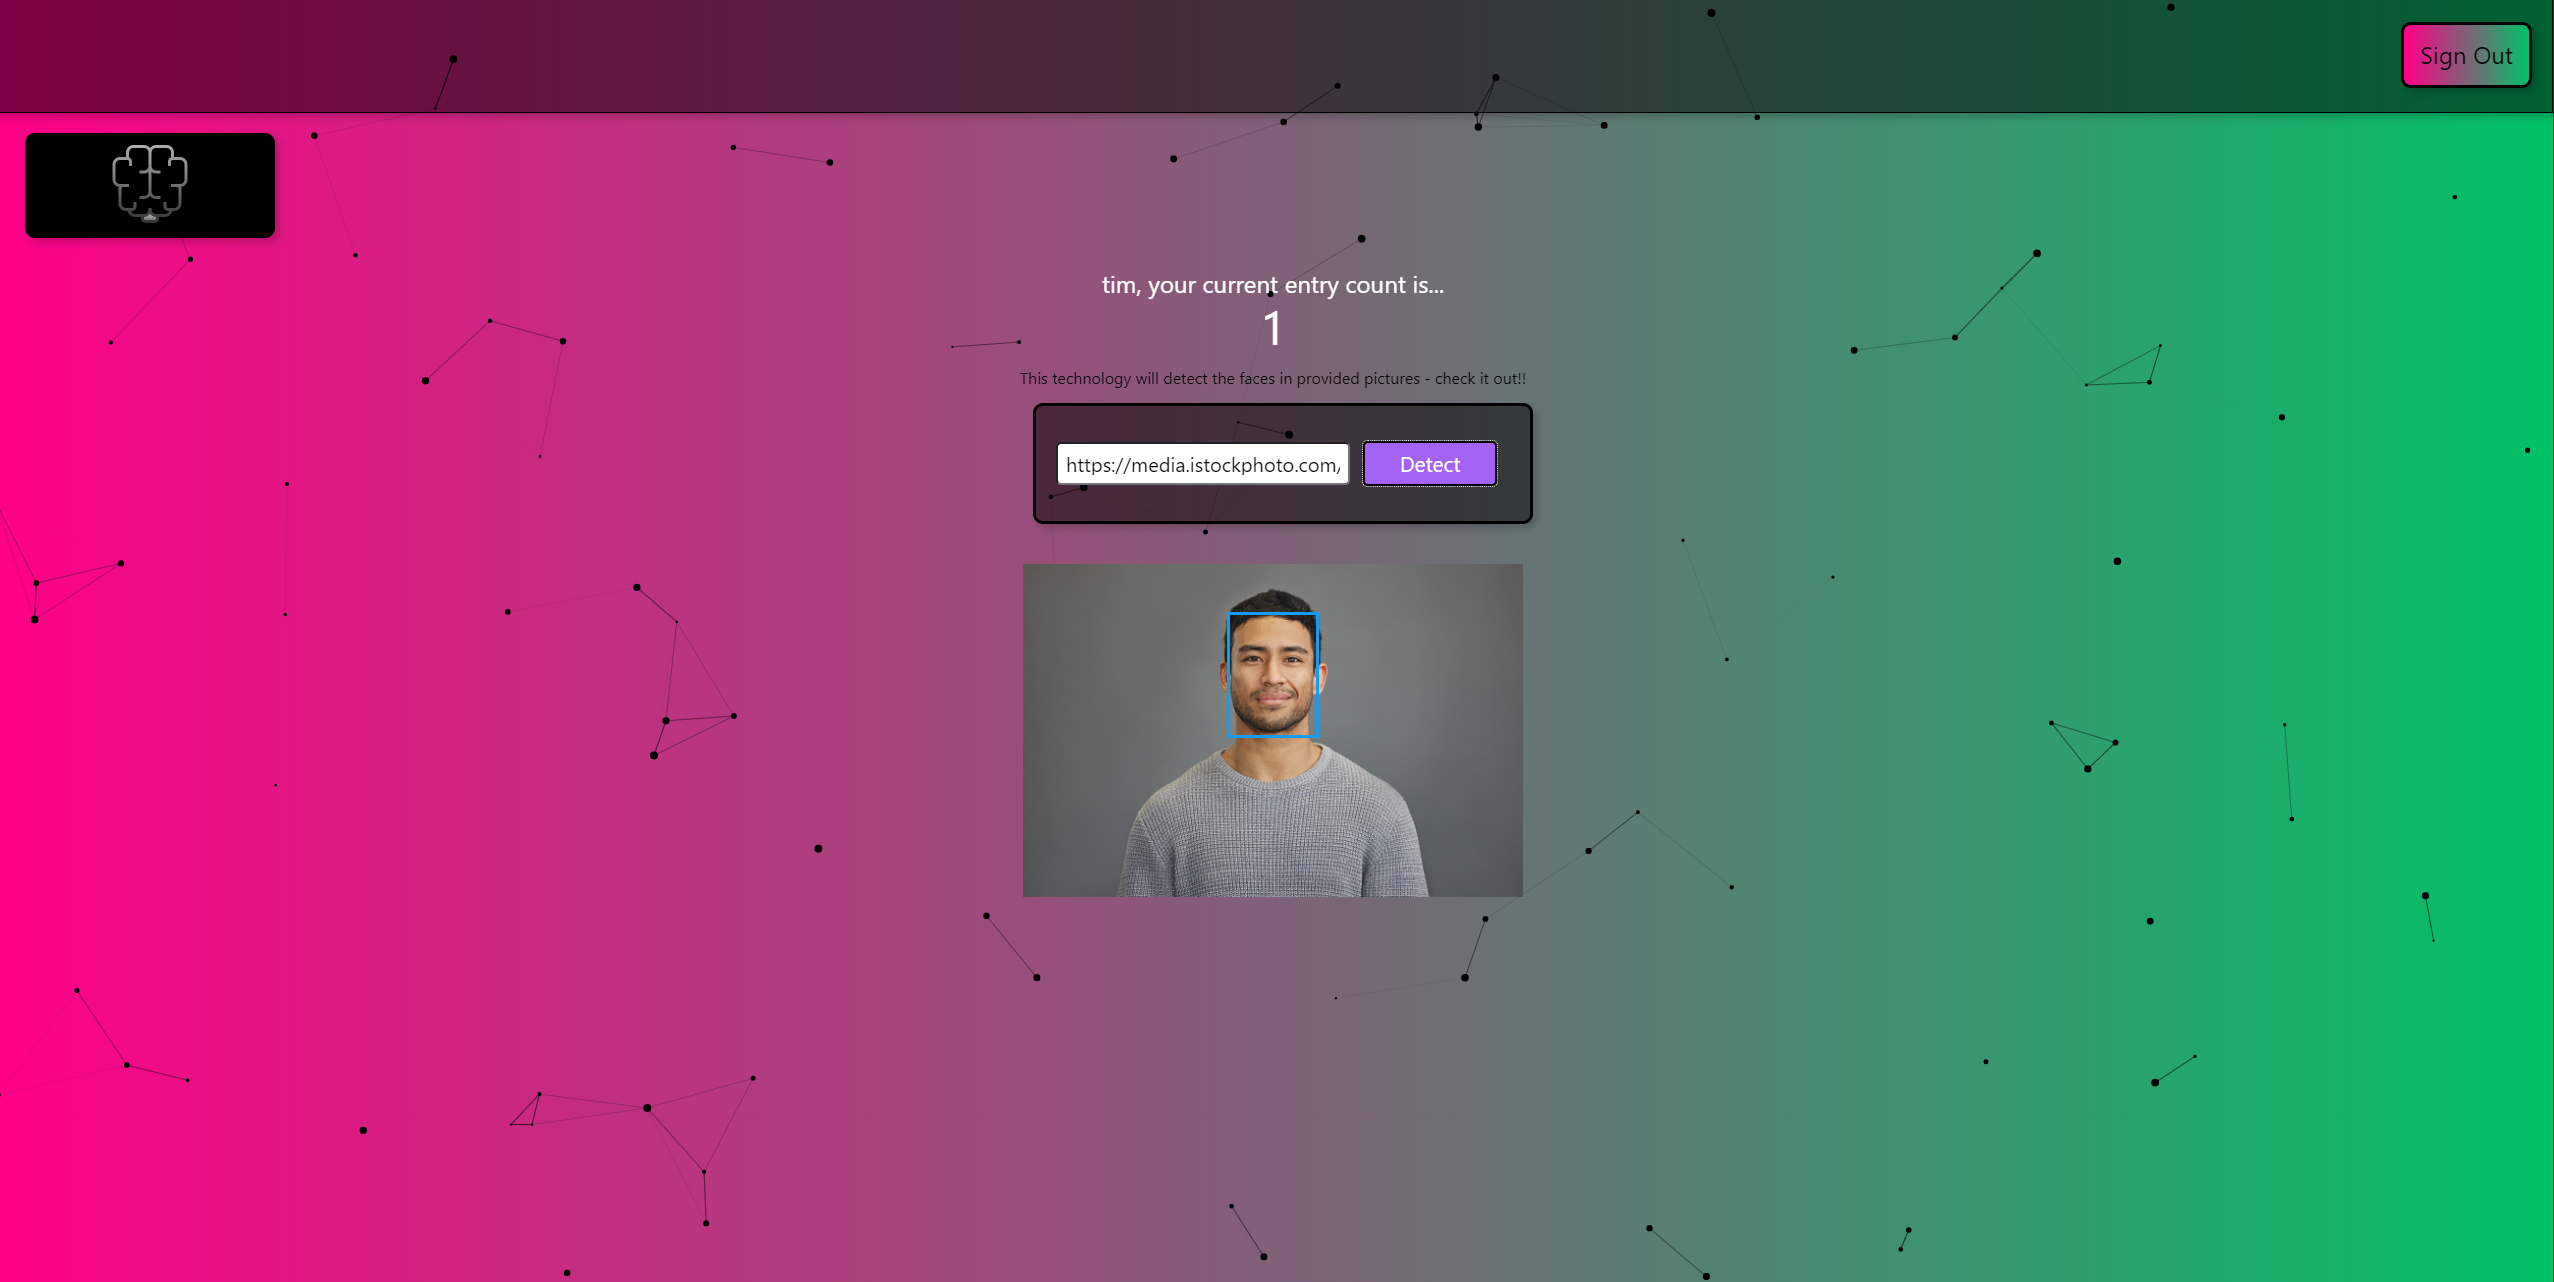 Sign Out
tim, your current entry count is...
1
This technology will detect the faces in provided pictures - check it out!!
https://media.istockphoto.com/
Detect